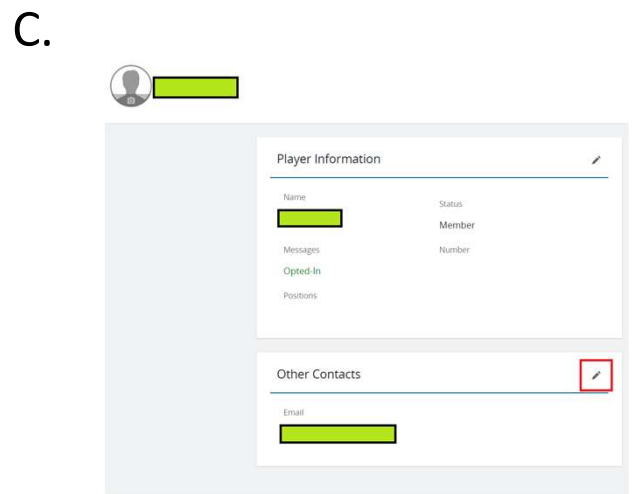 C.
Player Information
Name
Status
Member
Messages
Number
Opted-In
Positions
Other Contacts
Email